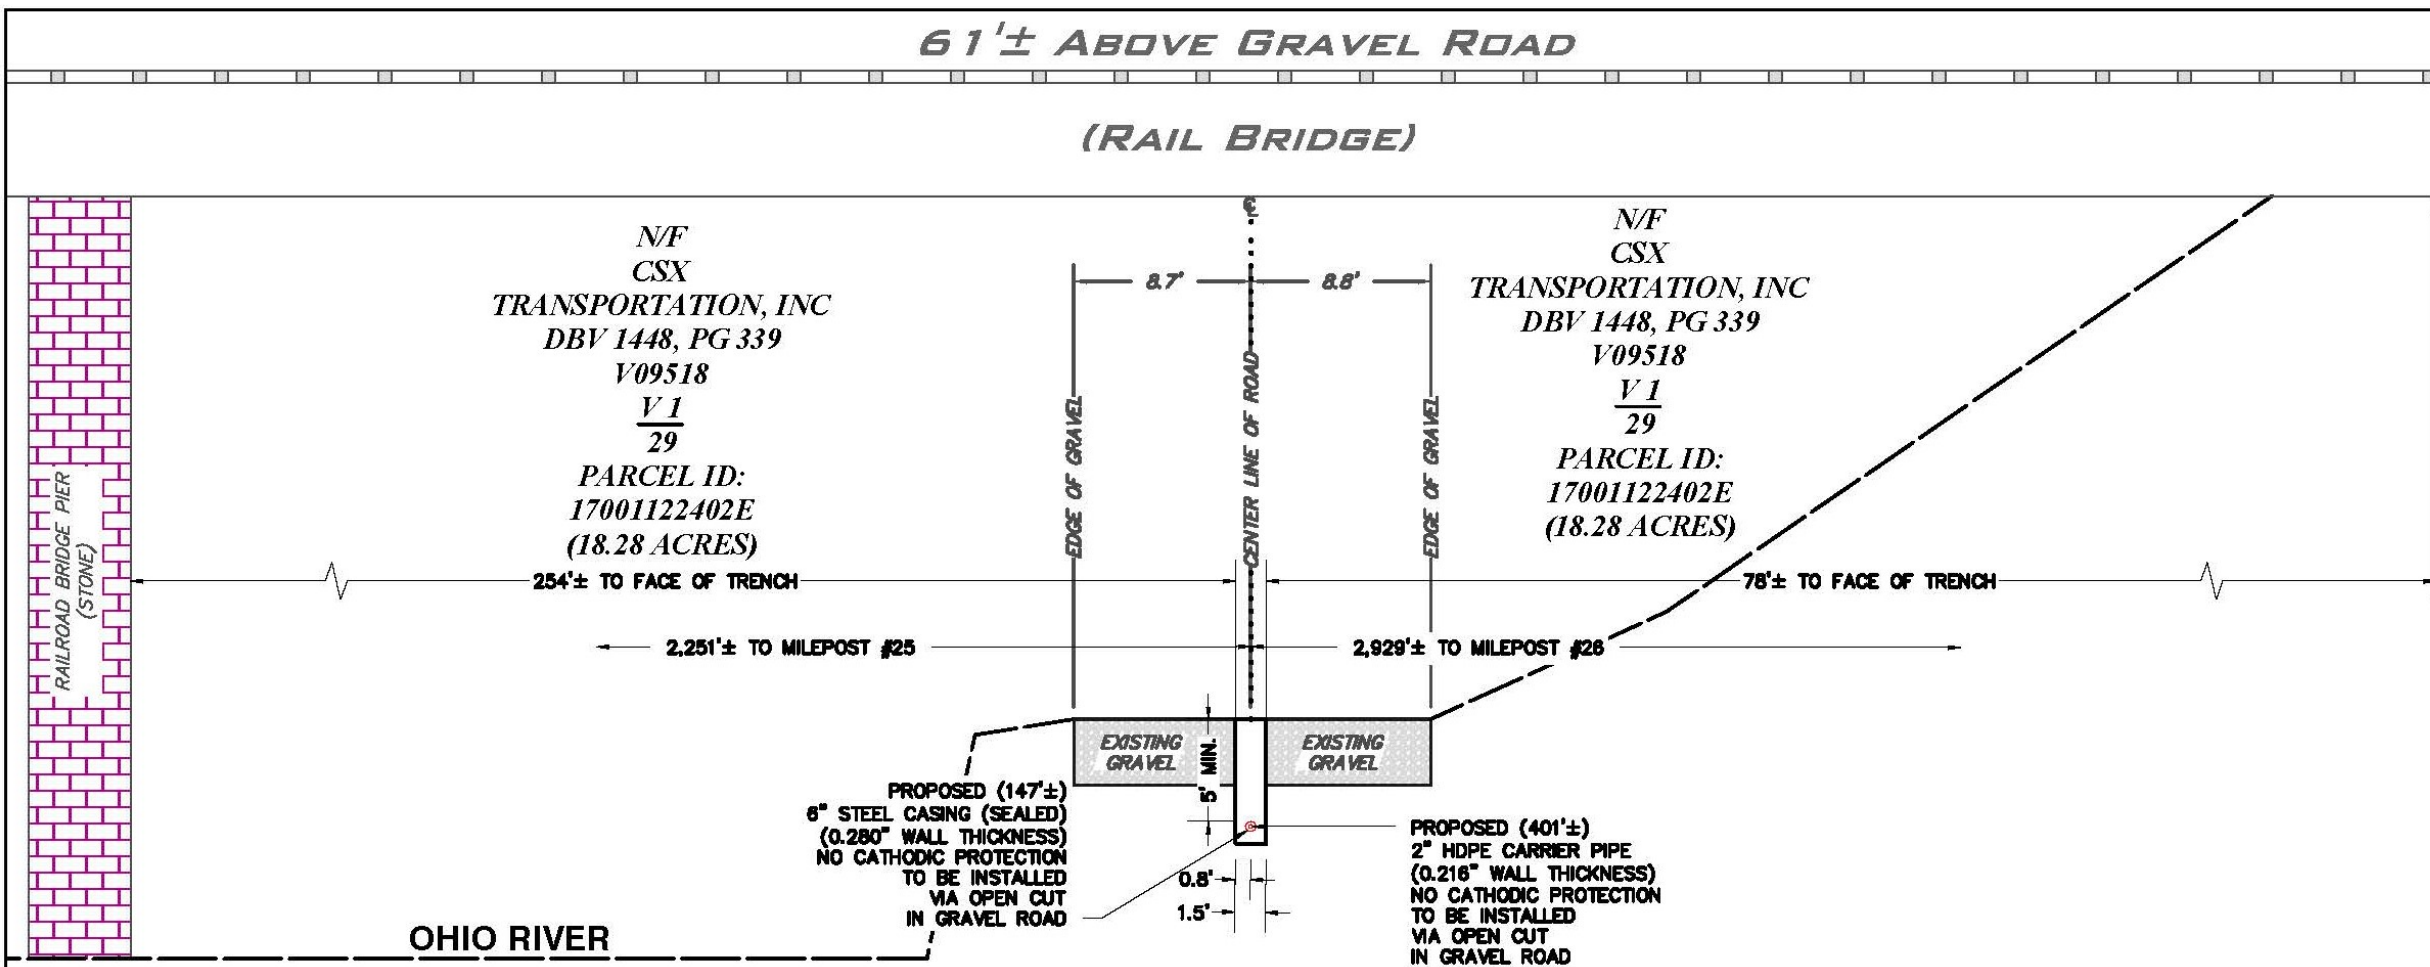 61'± ABOVE GRAVEL ROAD
(RAIL BRIDGE)
N/F
CSX
TRANSPORTATION, INC
DBV 1448, PG 339
V09518
V 1
29
PARCEL ID:
17001122402E
(18.28 ACRES)
8.7'
8.8'
N/F
CSX
TRANSPORTATION, INC
DBV 1448, PG 339
V09518
V 1
29
PARCEL ID:
17001122402E
(18.28 ACRES)
EDGE OF GRAVEL
CENTER LINE OF ROAD
EDGE OF GRAVEL
RAILROAD BRIDGE PIER
(STONE)
254'± TO FACE OF TRENCH
78'± TO FACE OF TRENCH
2,251'± TO MILEPOST #25
2,929'± TO MILEPOST #26
EXISTING
GRAVEL
5' MIN.
EXISTING
GRAVEL
PROPOSED (147'±)
6" STEEL CASING (SEALED)
(0.280" WALL THICKNESS)
NO CATHODIC PROTECTION
TO BE INSTALLED
VIA OPEN CUT
IN GRAVEL ROAD
0.8'
1.5'
PROPOSED (401'±)
2" HDPE CARRIER PIPE
(0.216" WALL THICKNESS)
NO CATHODIC PROTECTION
TO BE INSTALLED
VIA OPEN CUT
IN GRAVEL ROAD
OHIO RIVER